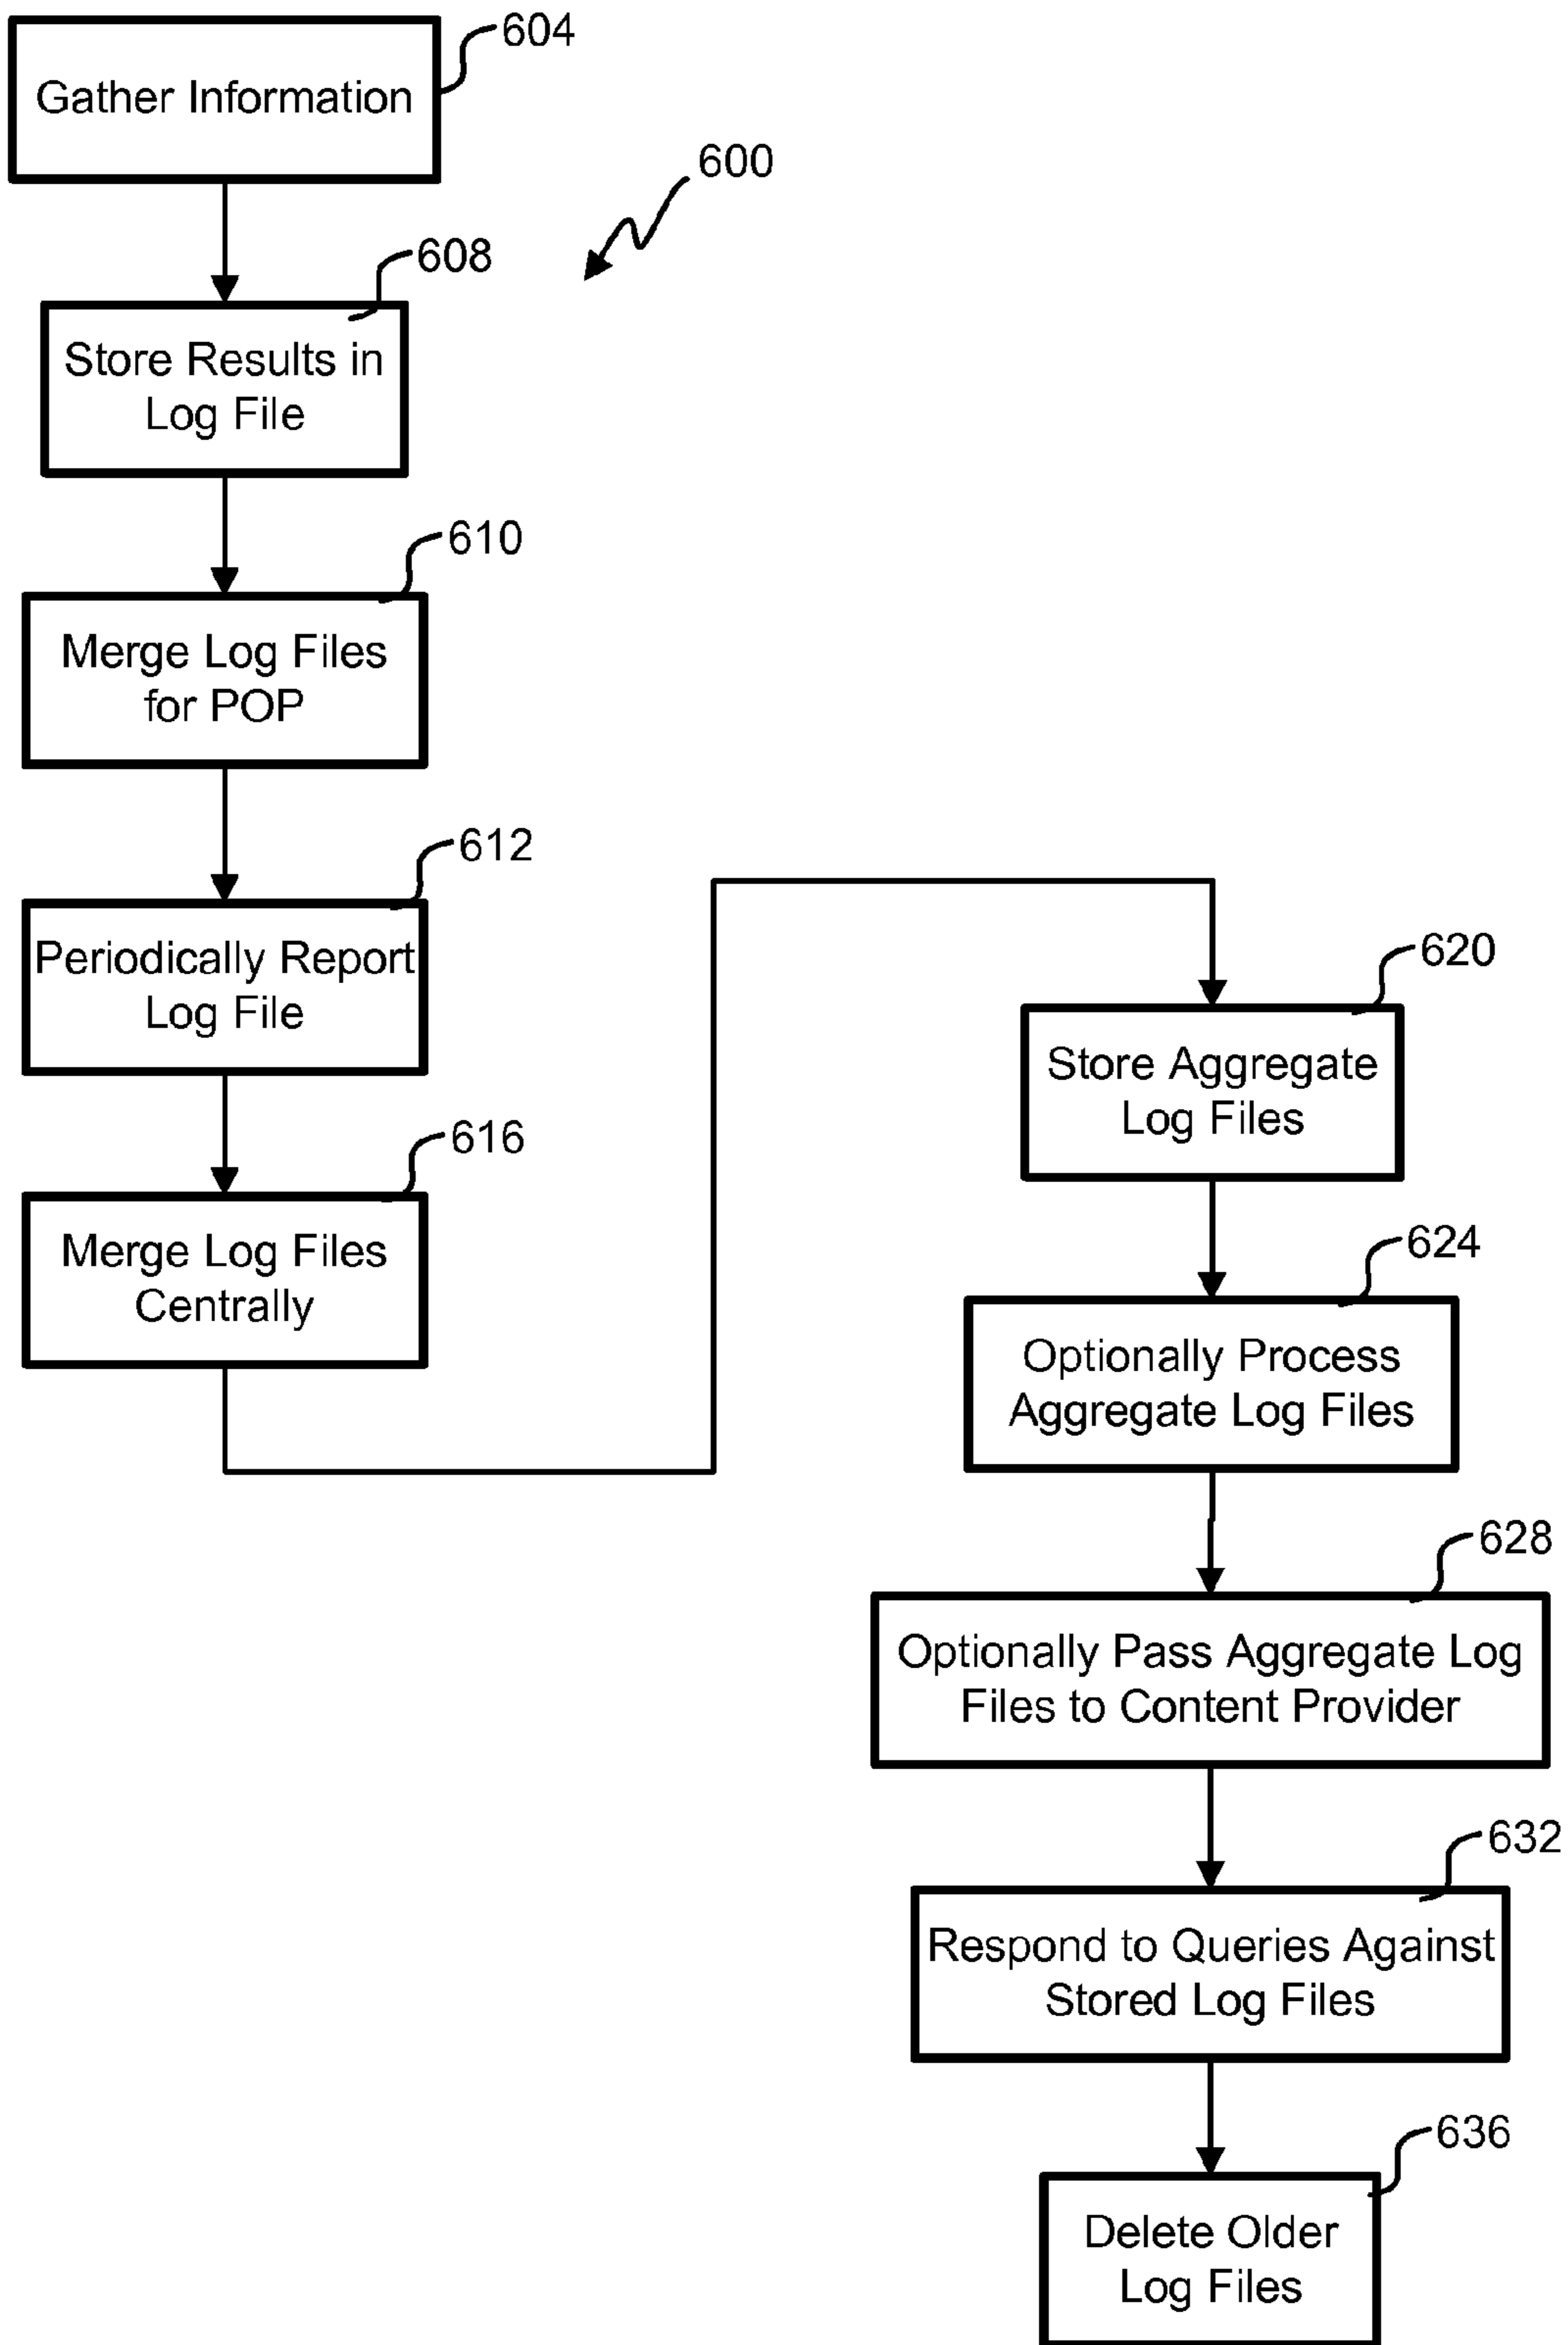 604
Gather Information
600
608
Store Results in
Log File
610
Merge Log Files
for POP
612
Periodically Report
Log File
616
Merge Log Files
Centrally
620
Store Aggregate
Log Files
624
Optionally Process
Aggregate Log Files
628
Optionally Pass Aggregate Log
Files to Content Provider
632
Respond to Queries Against
Stored Log Files
636
Delete Older
Log Files